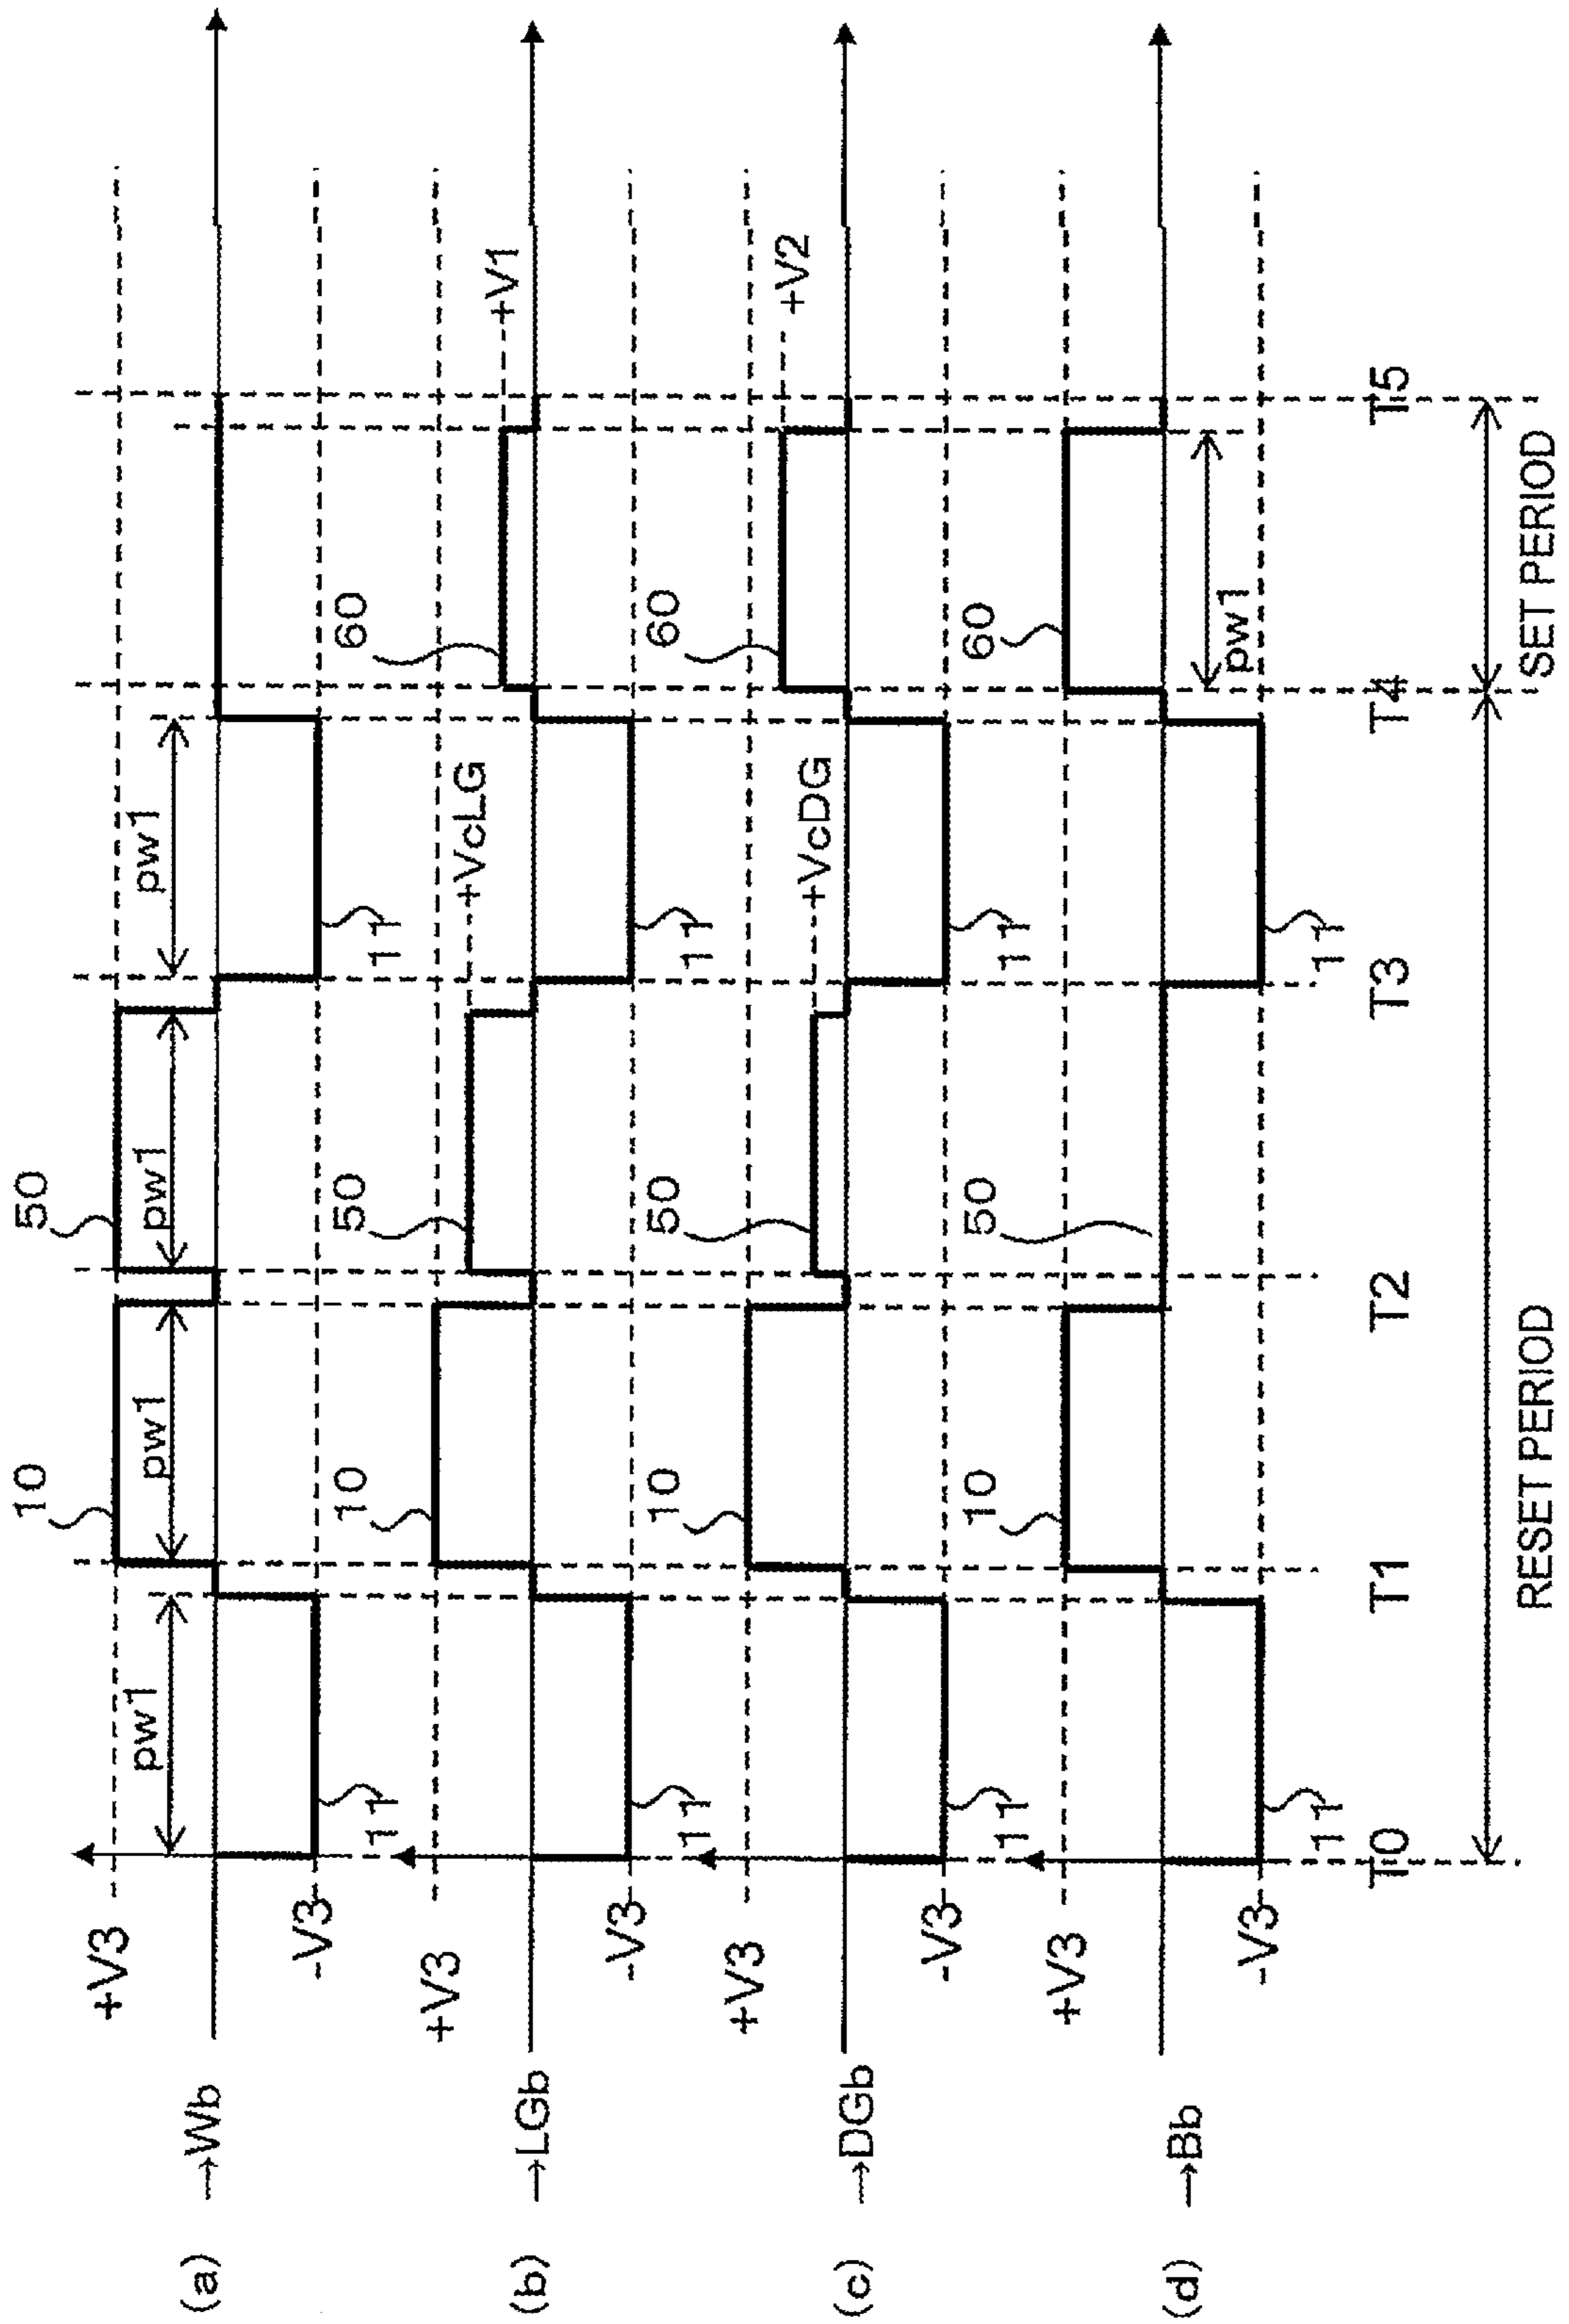 (a) →Wb
+V3
-V3
11
pw1
10
pw1
50
pw1
11
pw1
(b) →LGb
+V3
-V3
11
10
50
+VcLG
11
60
+V1
(c) →DGb
+V3
-V3
11
10
50
+VcDG
11
60
+V2
(d) →Bb
+V3
-V3
11
10
50
11
60
pw1
T0
T1
T2
T3
T4
T5
RESET PERIOD
SET PERIOD